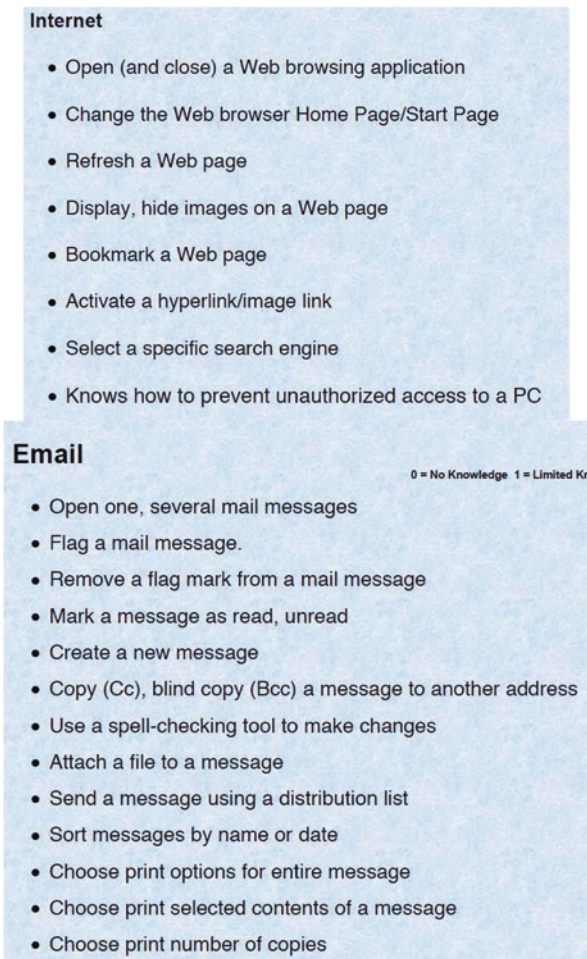 Internet
• Open (and close) a Web browsing application
• Change the Web browser Home Page/Start Page
• Refresh a Web page
• Display, hide images on a Web page
• Bookmark a Web page
• Activate a hyperlink/image link
• Select a specific search engine
• Knows how to prevent unauthorized access to a PC
Email
0 = No Knowledge 1 = Limited Kn
• Open one, several mail messages
• Flag a mail message.
• Remove a flag mark from a mail message
• Mark a message as read, unread
• Create a new message
• Copy (Cc), blind copy (Bcc) a message to another address
• Use a spell-checking tool to make changes
• Attach a file to a message
• Send a message using a distribution list
• Sort messages by name or date
• Choose print options for entire message
• Choose print selected contents of a message
• Choose print number of copies